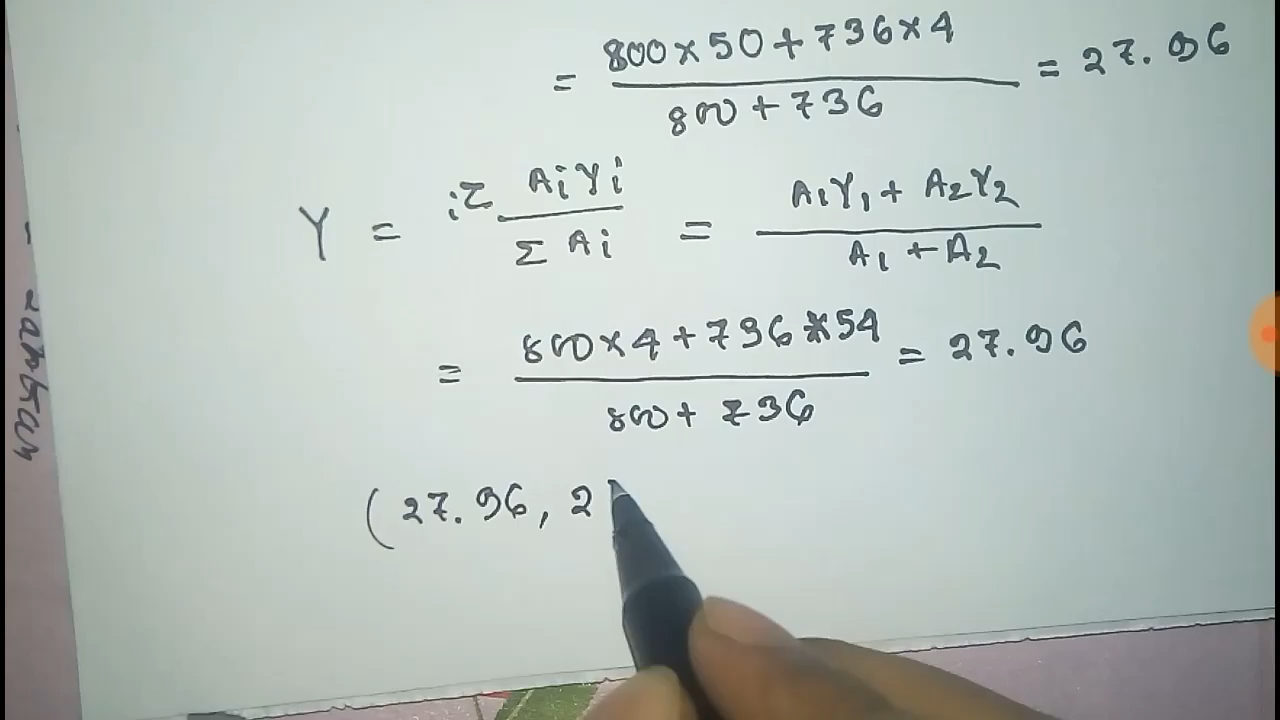 = (800×50+736×4)/(800+736) = 27.96
Y = iΣ AiYi/Σ Ai = (A1Y1+ A2Y2)/(A1+A2)
= (800×4+736×54)/(800+ 736) = 27.96
(27.96, 2